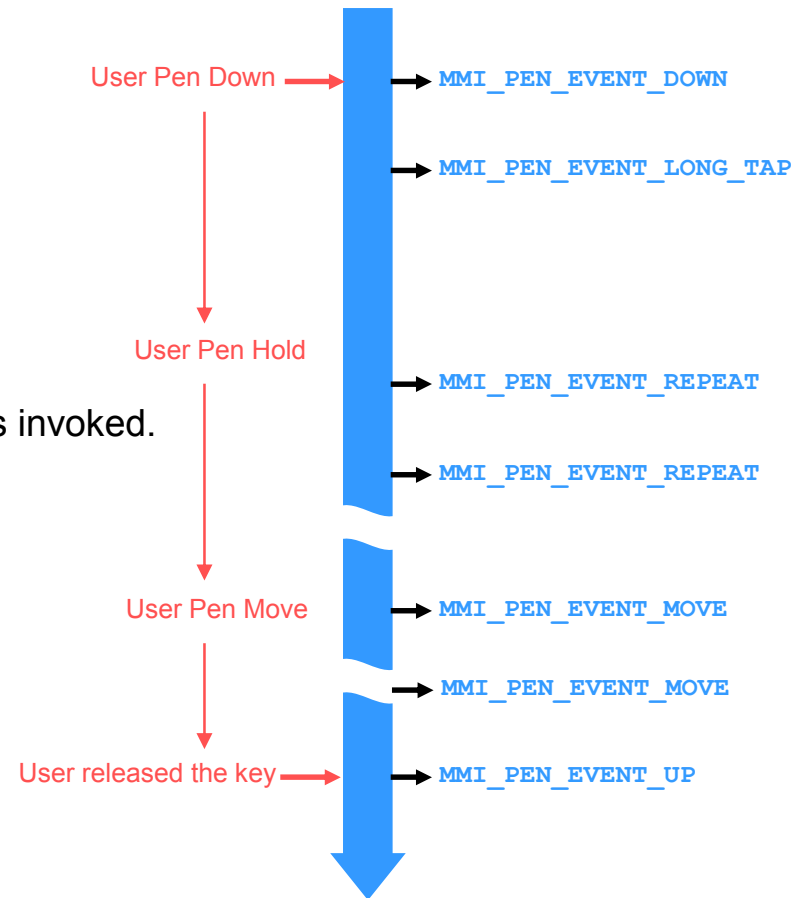 User Pen Down MMI_PEN_EVENT_DOWN
MMI_PEN_EVENT_LONG_TAP
User Pen Hold
MMI_PEN_EVENT_REPEAT
s invoked.
MMI_PEN_EVENT_REPEAT
User Pen Move MMI_PEN_EVENT_MOVE
MMI_PEN_EVENT_MOVE
User released the key MMI_PEN_EVENT_UP